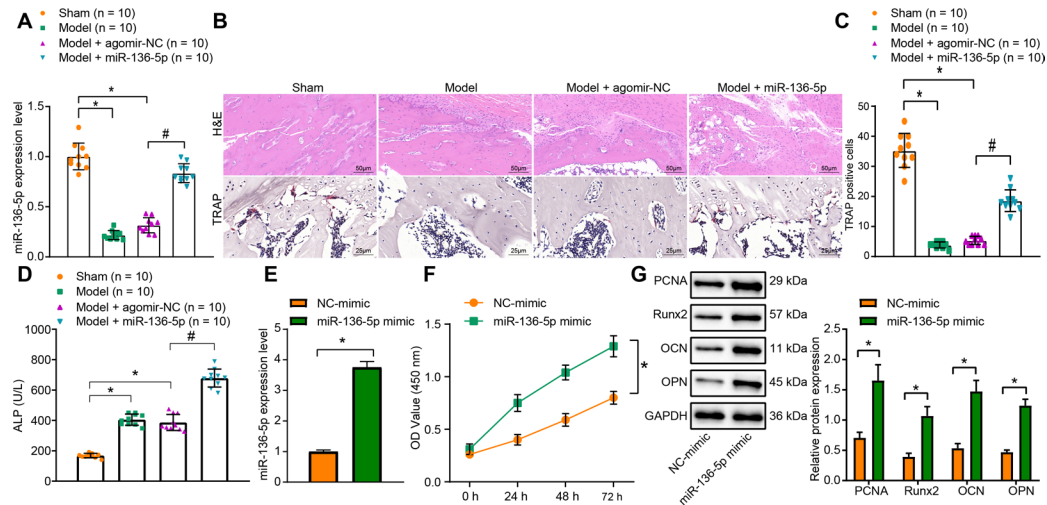 A
Sham (n = 10)
Model (n = 10)
Model + agomir-NC (n = 10)
Model + miR-136-5p (n = 10)
miR-136-5p expression level
1.5
1.0
0.5
0.0
*
*
#
B
Sham
Model
Model + agomir-NC
Model + miR-136-5p
H&E
50μm
50μm
50μm
50μm
TRAP
25μm
25μm
25μm
25μm
C
Sham (n = 10)
Model (n = 10)
Model + agomir-NC (n = 10)
Model + miR-136-5p (n = 10)
TRAP positive cells
60
50
40
30
20
10
0
*
*
#
D
Sham (n = 10)
Model (n = 10)
Model + agomir-NC (n = 10)
Model + miR-136-5p (n = 10)
ALP (U/L)
1000
800
600
400
200
0
*
*
#
E
NC-mimic
miR-136-5p mimic
miR-136-5p expression level
5
4
3
2
1
0
*
F
NC-mimic
miR-136-5p mimic
OD Value (450 nm)
1.5
1.2
0.9
0.6
0.3
0.0
0 h
24 h
48 h
72 h
*
G
PCNA
29 kDa
Runx2
57 kDa
OCN
11 kDa
OPN
45 kDa
GAPDH
36 kDa
NC-mimic
miR-136-5p mimic
NC-mimic
miR-136-5p mimic
Relative protein expression
2.5
2.0
1.5
1.0
0.5
0.0
*
*
*
*
PCNA
Runx2
OCN
OPN